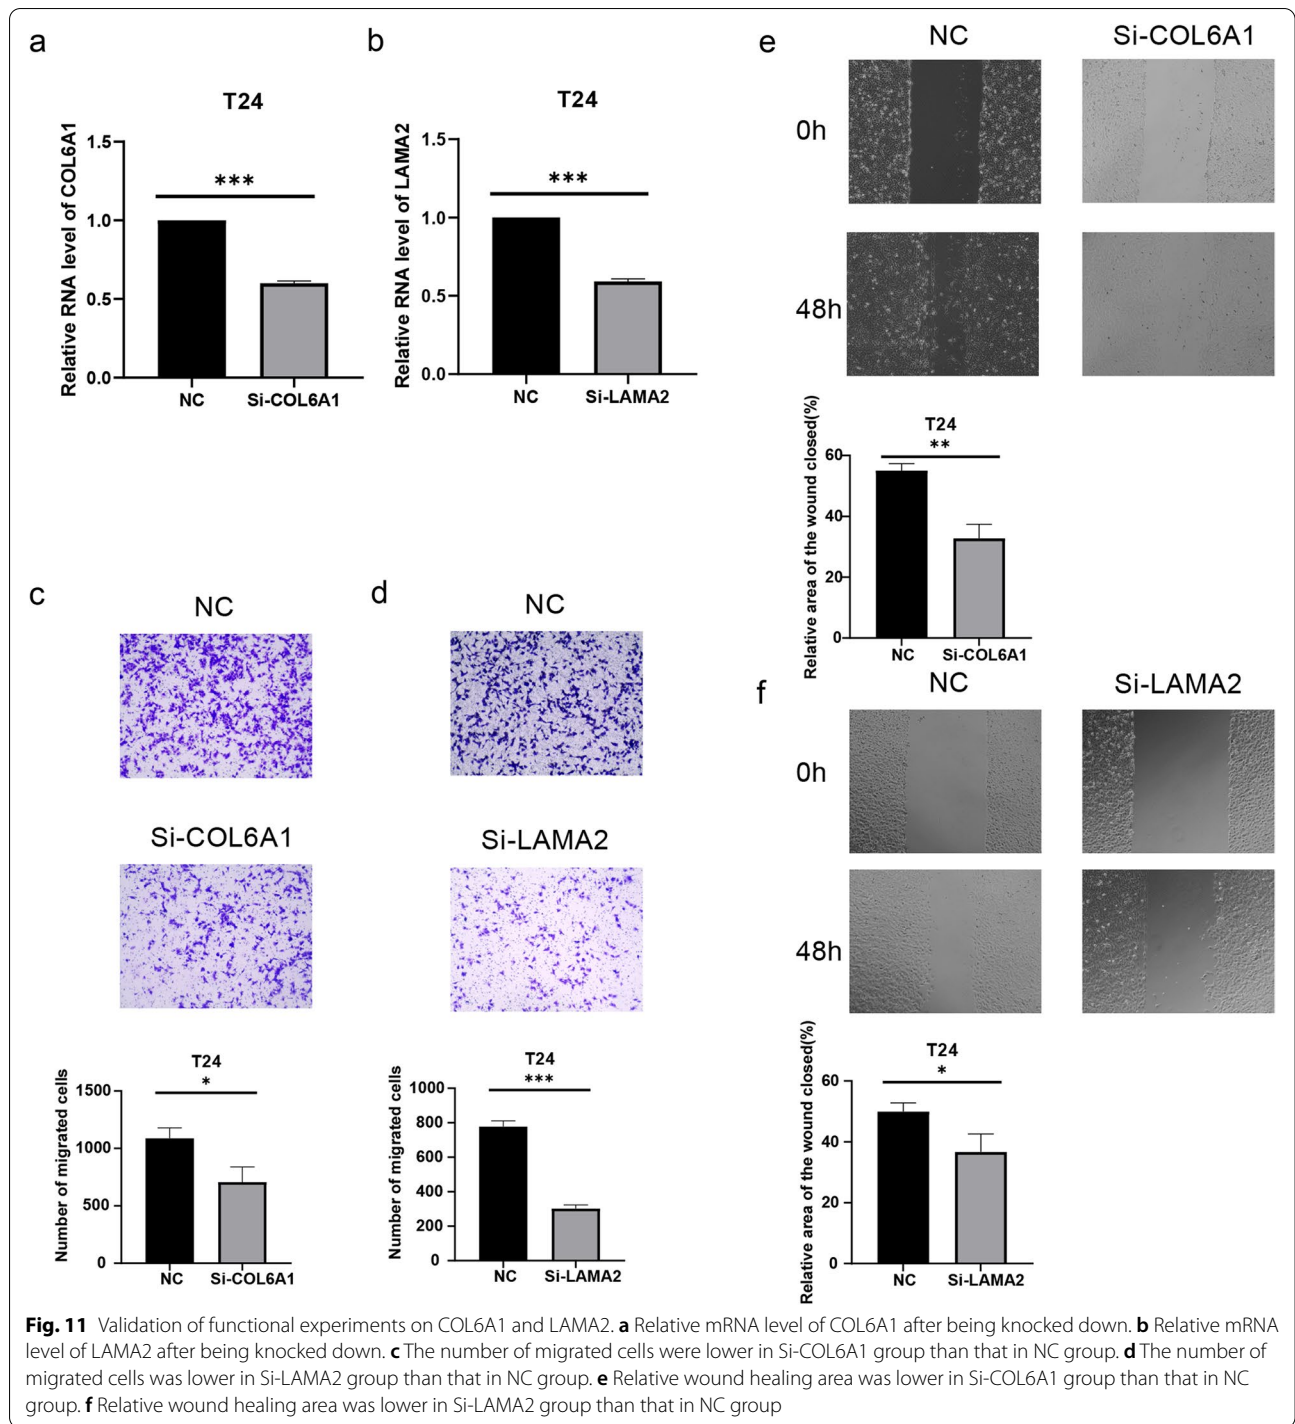 a
T24
Relative RNA level of COL6A1
1.5
1.0
0.5
0.0
***
NC
Si-COL6A1
b
T24
Relative RNA level of LAMA2
1.5
1.0
0.5
0.0
***
NC
Si-LAMA2
c
NC
Si-COL6A1
T24
*
Number of migrated cells
1500
1000
500
0
NC
Si-COL6A1
d
NC
Si-LAMA2
T24
***
Number of migrated cells
1000
800
600
400
200
0
NC
Si-LAMA2
e
NC
Si-COL6A1
0h
48h
T24
**
Relative area of the wound closed(%)
60
40
20
0
NC
Si-COL6A1
f
NC
Si-LAMA2
0h
48h
T24
*
Relative area of the wound closed(%)
60
40
20
0
NC
Si-LAMA2
Fig. 11 Validation of functional experiments on COL6A1 and LAMA2. a Relative mRNA level of COL6A1 after being knocked down. b Relative mRNA
level of LAMA2 after being knocked down. c The number of migrated cells were lower in Si-COL6A1 group than that in NC group. d The number of
migrated cells was lower in Si-LAMA2 group than that in NC group. e Relative wound healing area was lower in Si-COL6A1 group than that in NC
group. f Relative wound healing area was lower in Si-LAMA2 group than that in NC group